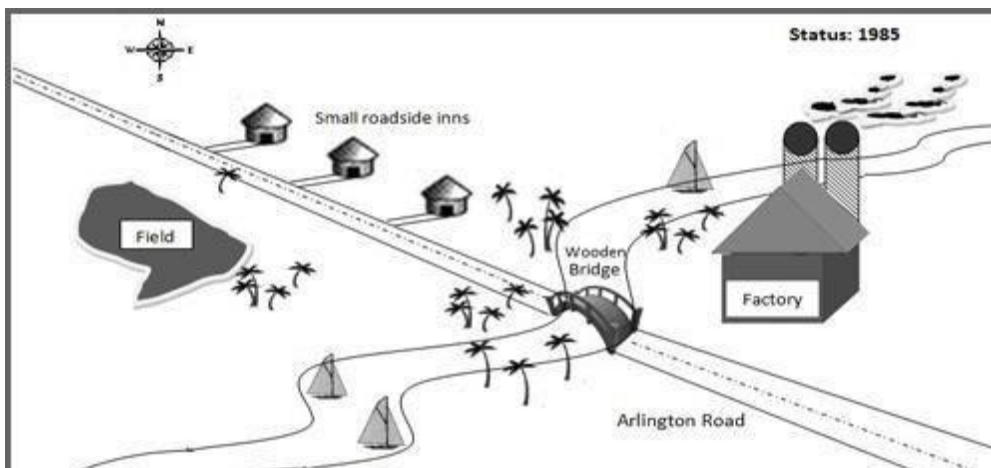 N
W E
S
Status: 1985
Small roadside inns
Field
Wooden
Bridge
Factory
Arlington Road